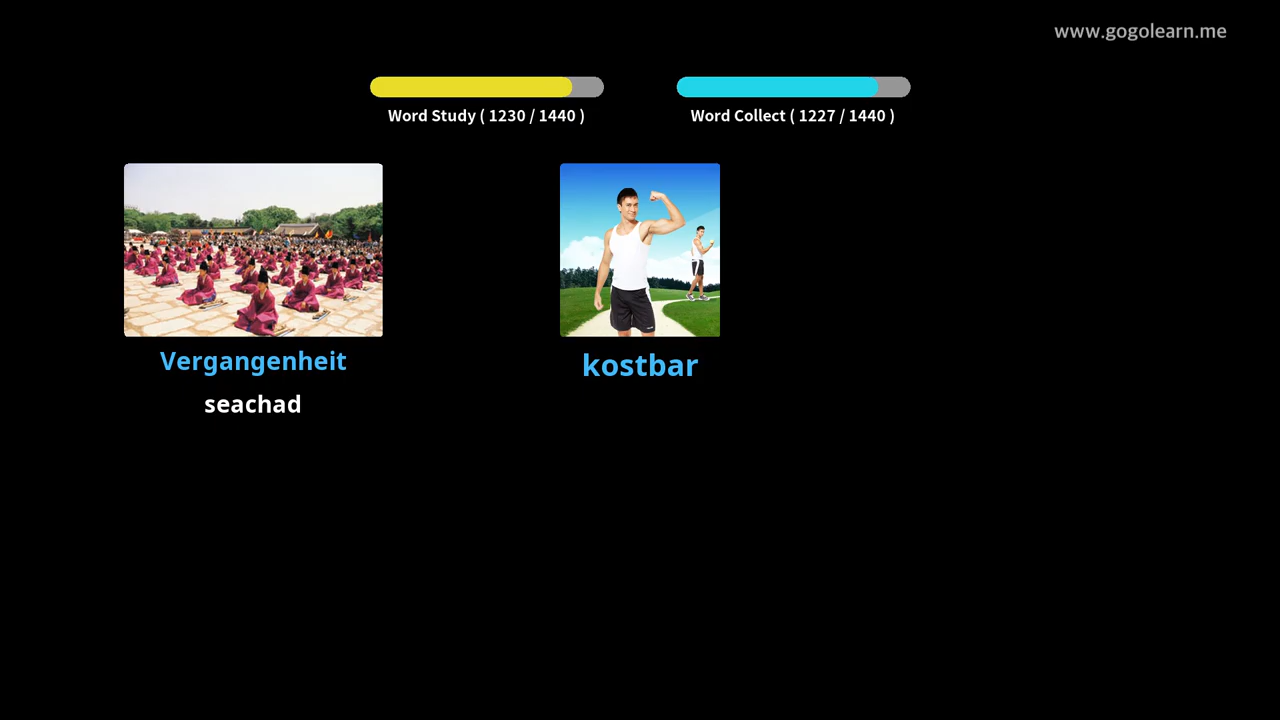 www.gogolearn.me
Word Study ( 1230 / 1440 )
Word Collect ( 1227 / 1440 )
Vergangenheit
seachad
kostbar